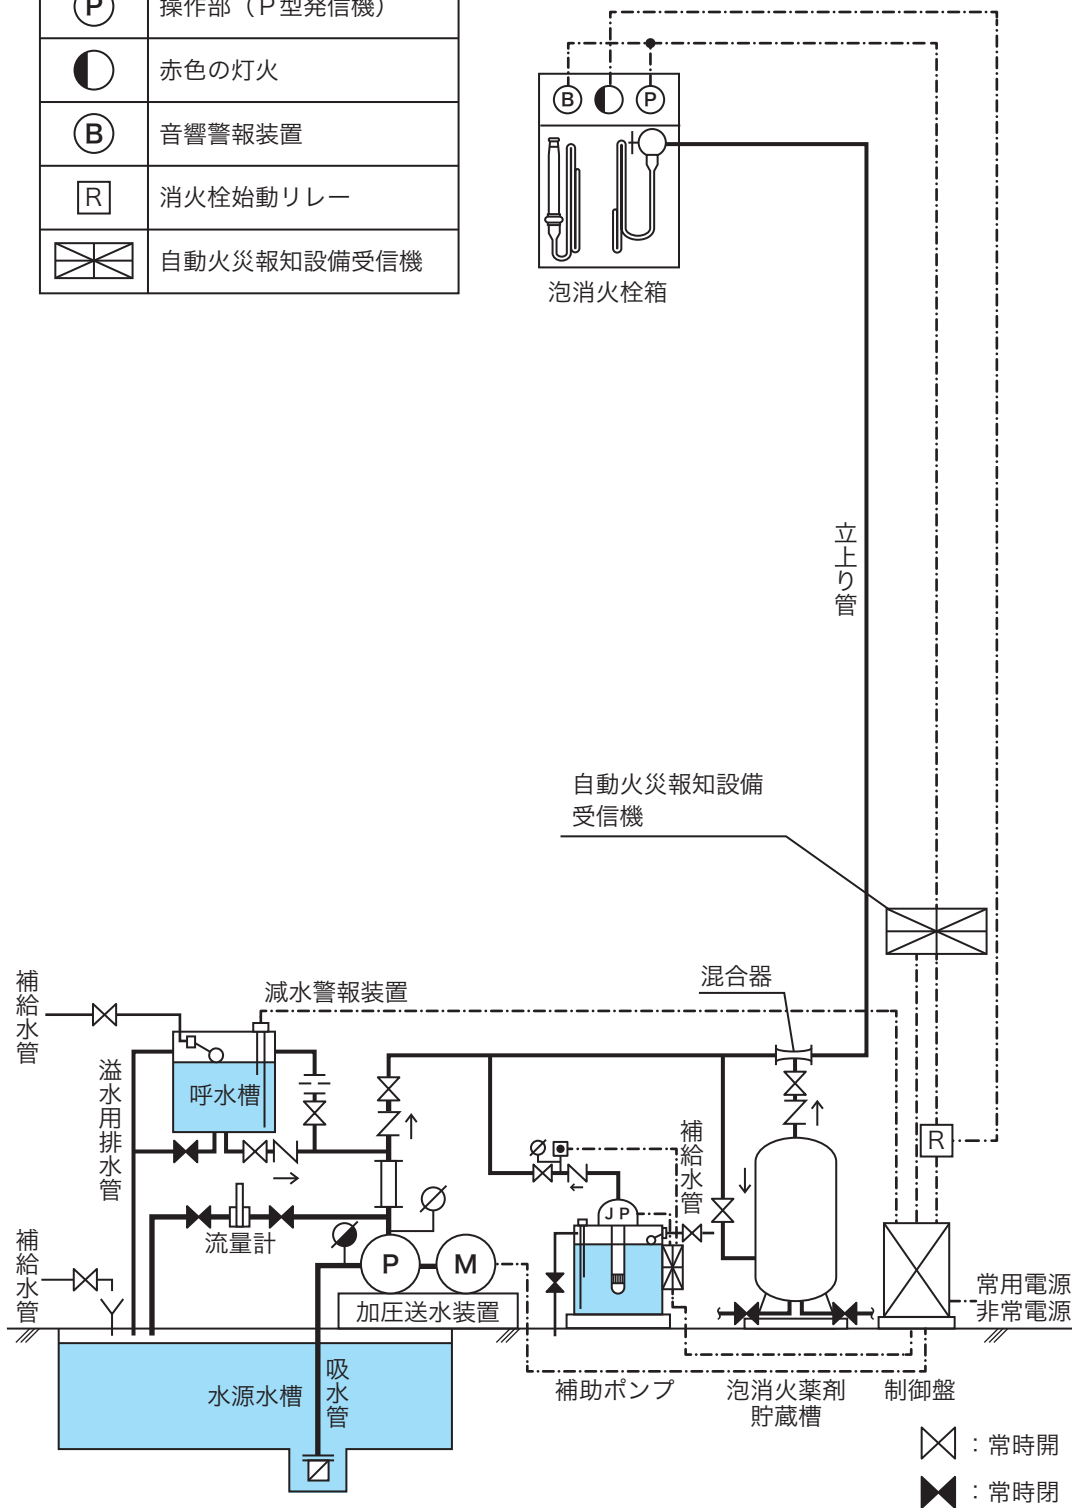 P
操作部（P型発信機）
赤色の灯火
B
音響警報装置
R
消火栓始動リレー
自動火災報知設備受信機
B
P
泡消火栓箱
立上り管
自動火災報知設備
受信機
混合器
減水警報装置
補給水管
呼水槽
溢水用排水管
補給水管
R
JP
流量計
補給水管
P
M
加圧送水装置
常用電源
非常電源
水源水槽
吸水管
補助ポンプ
泡消火薬剤
貯蔵槽
制御盤
：常時開
：常時閉